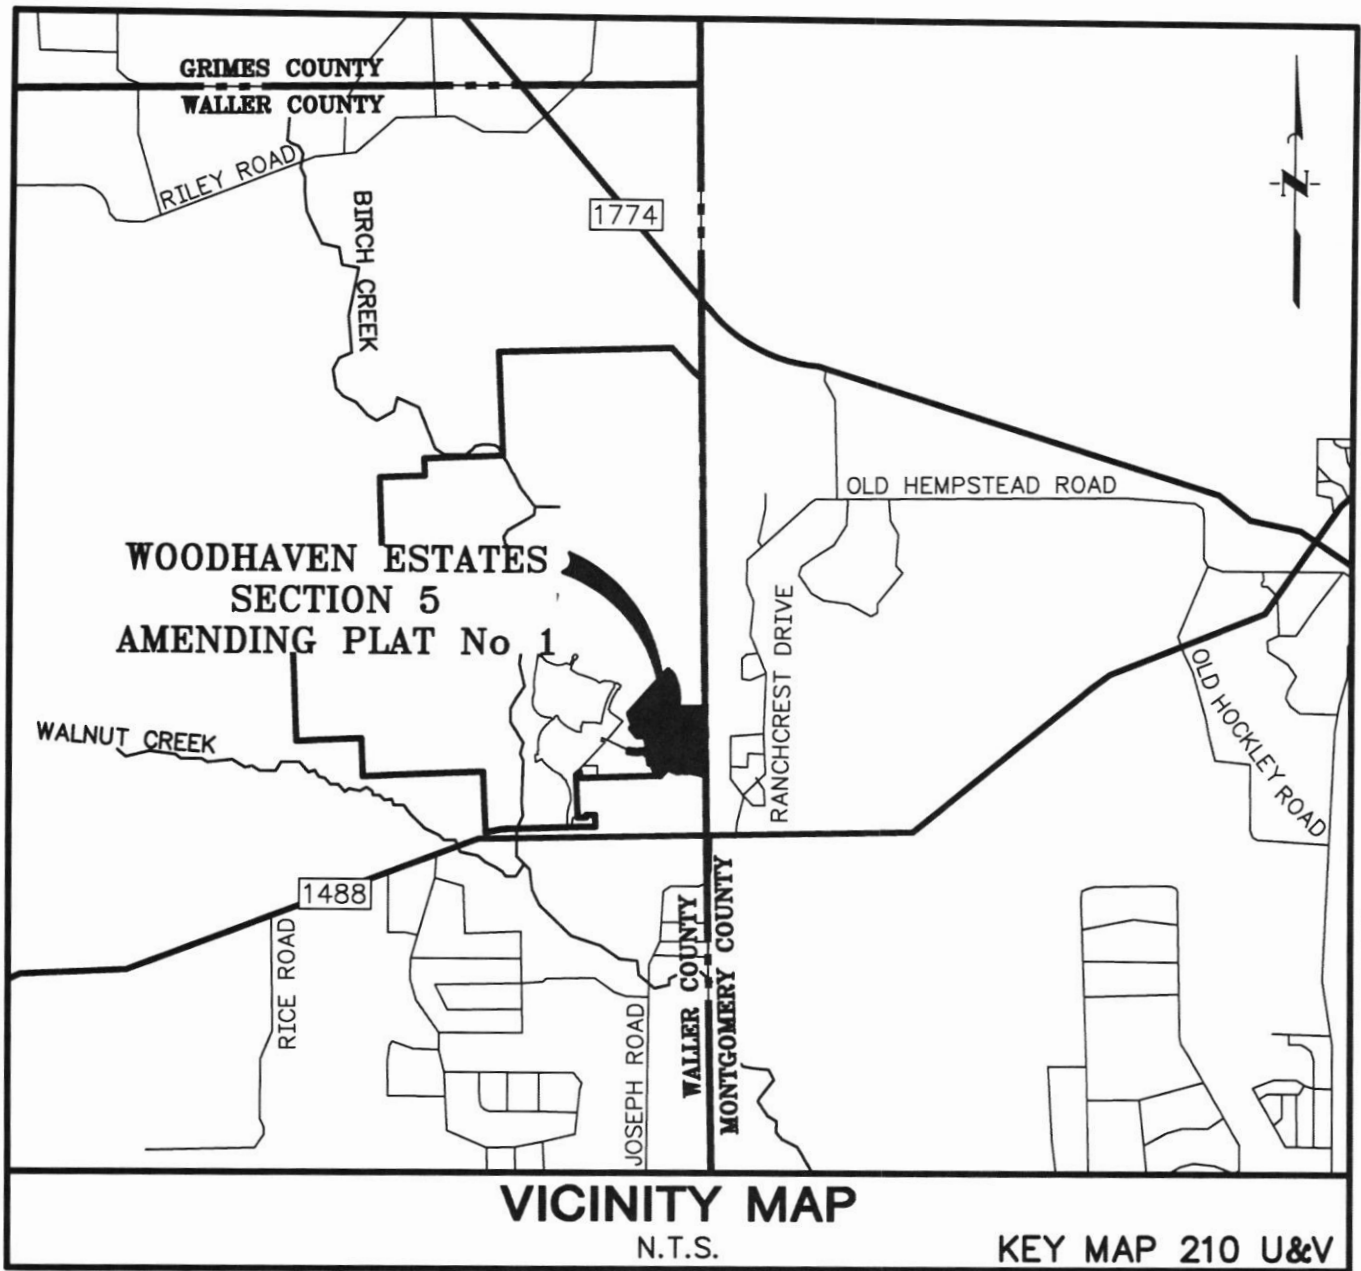 GRIMES COUNTY
WALLER COUNTY
RILEY ROAD
BIRCH CREEK
1774
N
OLD HEMPSTEAD ROAD
WOODHAVEN ESTATES
SECTION 5
AMENDING PLAT No 1
RANCHCREST DRIVE
OLD HOCKLEY ROAD
WALNUT CREEK
1488
RICE ROAD
JOSEPH ROAD
WALLER COUNTY
MONTGOMERY COUNTY
VICINITY MAP
N.T.S.
KEY MAP 210 U&V